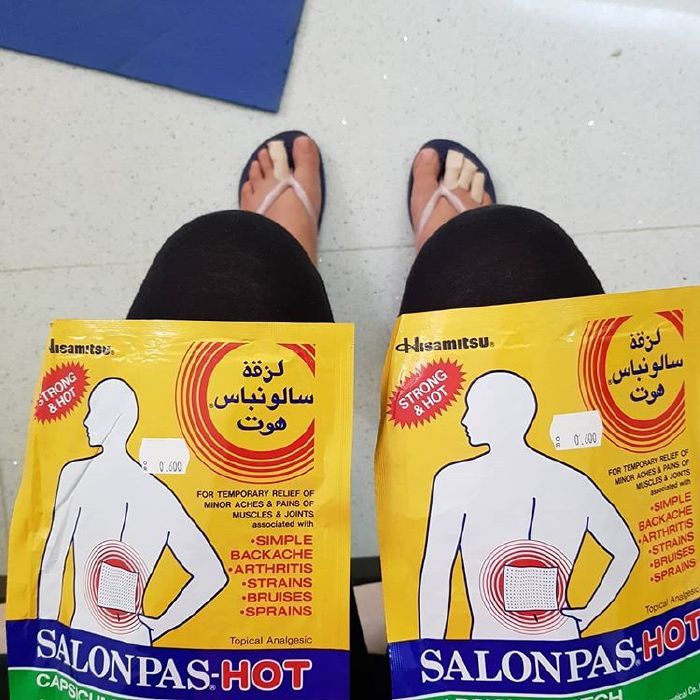 Hisamitsu®
STRONG
& HOT
لزقة
سالونباس®
هوت
0'.600
FOR TEMPORARY RELIEF OF
MINOR ACHES & PAINS OF
MUSCLES & JOINTS
associated with
•SIMPLE
BACKACHE
•ARTHRITIS
•STRAINS
•BRUISES
•SPRAINS
Topical Analgesic
SALONPAS®-HOT
Hisamitsu®
STRONG
& HOT
لزقة
سالونباس®
هوت
0'.600
FOR TEMPORARY RELIEF OF
MINOR ACHES & PAINS OF
MUSCLES & JOINTS
associated with
•SIMPLE
BACKACHE
•ARTHRITIS
•STRAINS
•BRUISES
•SPRAINS
Topical
SALONPAS®-HOT